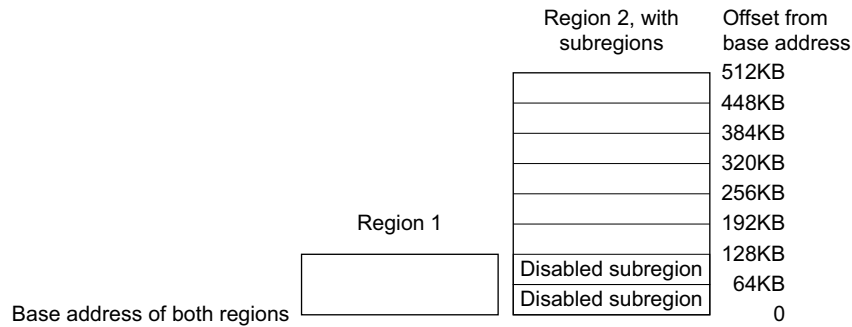 Region 2, with
subregions
Offset from
base address
512KB
448KB
384KB
320KB
256KB
Region 1
192KB
128KB
Disabled subregion
64KB
Disabled subregion
Base address of both regions
0